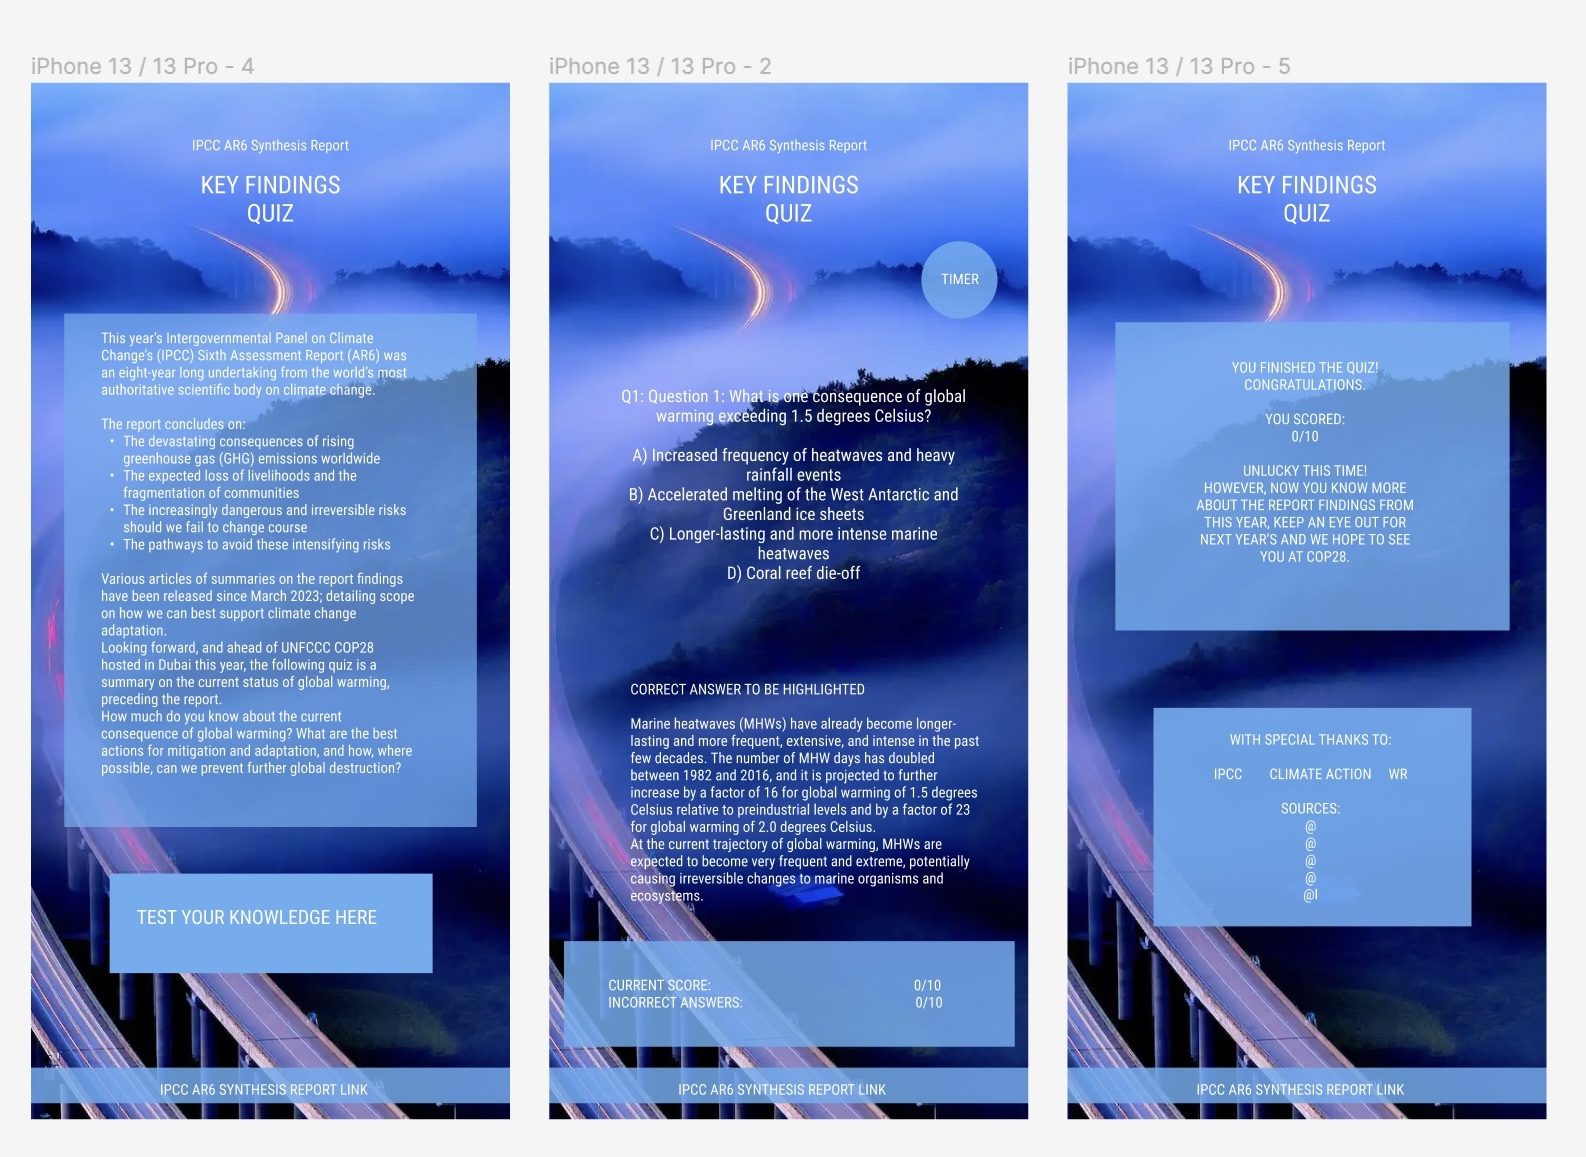 iPhone 13 / 13 Pro - 4
IPCC AR6 Synthesis Report
KEY FINDINGS
QUIZ
This year's Intergovernmental Panel on Climate
Change's (IPCC) Sixth Assessment Report (AR6) was
an eight-year long undertaking from the world's most
authoritative scientific body on climate change.
The report concludes on:
• The devastating consequences of rising
greenhouse gas (GHG) emissions worldwide
• The expected loss of livelihoods and the
fragmentation of communities
• The increasingly dangerous and irreversible risks
should we fail to change course
• The pathways to avoid these intensifying risks
Various articles of summaries on the report findings
have been released since March 2023; detailing scope
on how we can best support climate change
adaptation.
Looking forward, and ahead of UNFCCC COP28
hosted in Dubai this year, the following quiz is a
summary on the current status of global warming,
preceding the report.
How much do you know about the current
consequence of global warming? What are the best
actions for mitigation and adaptation, and how, where
possible, can we prevent further global destruction?
TEST YOUR KNOWLEDGE HERE
IPCC AR6 SYNTHESIS REPORT LINK
iPhone 13 / 13 Pro - 2
IPCC AR6 Synthesis Report
KEY FINDINGS
QUIZ
TIMER
Q1: Question 1: What is one consequence of global
warming exceeding 1.5 degrees Celsius?
A) Increased frequency of heatwaves and heavy
rainfall events
B) Accelerated melting of the West Antarctic and
Greenland ice sheets
C) Longer-lasting and more intense marine
heatwaves
D) Coral reef die-off
CORRECT ANSWER TO BE HIGHLIGHTED
Marine heatwaves (MHWs) have already become longer-
lasting and more frequent, extensive, and intense in the past
few decades. The number of MHW days has doubled
between 1982 and 2016, and it is projected to further
increase by a factor of 16 for global warming of 1.5 degrees
Celsius relative to preindustrial levels and by a factor of 23
for global warming of 2.0 degrees Celsius.
At the current trajectory of global warming, MHWs are
expected to become very frequent and extreme, potentially
causing irreversible changes to marine organisms and
ecosystems.
CURRENT SCORE: 0/10
INCORRECT ANSWERS: 0/10
IPCC AR6 SYNTHESIS REPORT LINK
iPhone 13 / 13 Pro - 5
IPCC AR6 Synthesis Report
KEY FINDINGS
QUIZ
YOU FINISHED THE QUIZ!
CONGRATULATIONS.
YOU SCORED:
0/10
UNLUCKY THIS TIME!
HOWEVER, NOW YOU KNOW MORE
ABOUT THE REPORT FINDINGS FROM
THIS YEAR, KEEP AN EYE OUT FOR
NEXT YEAR'S AND WE HOPE TO SEE
YOU AT COP28.
WITH SPECIAL THANKS TO:
IPCC CLIMATE ACTION WR
SOURCES:
@
@
@
@
@l
IPCC AR6 SYNTHESIS REPORT LINK